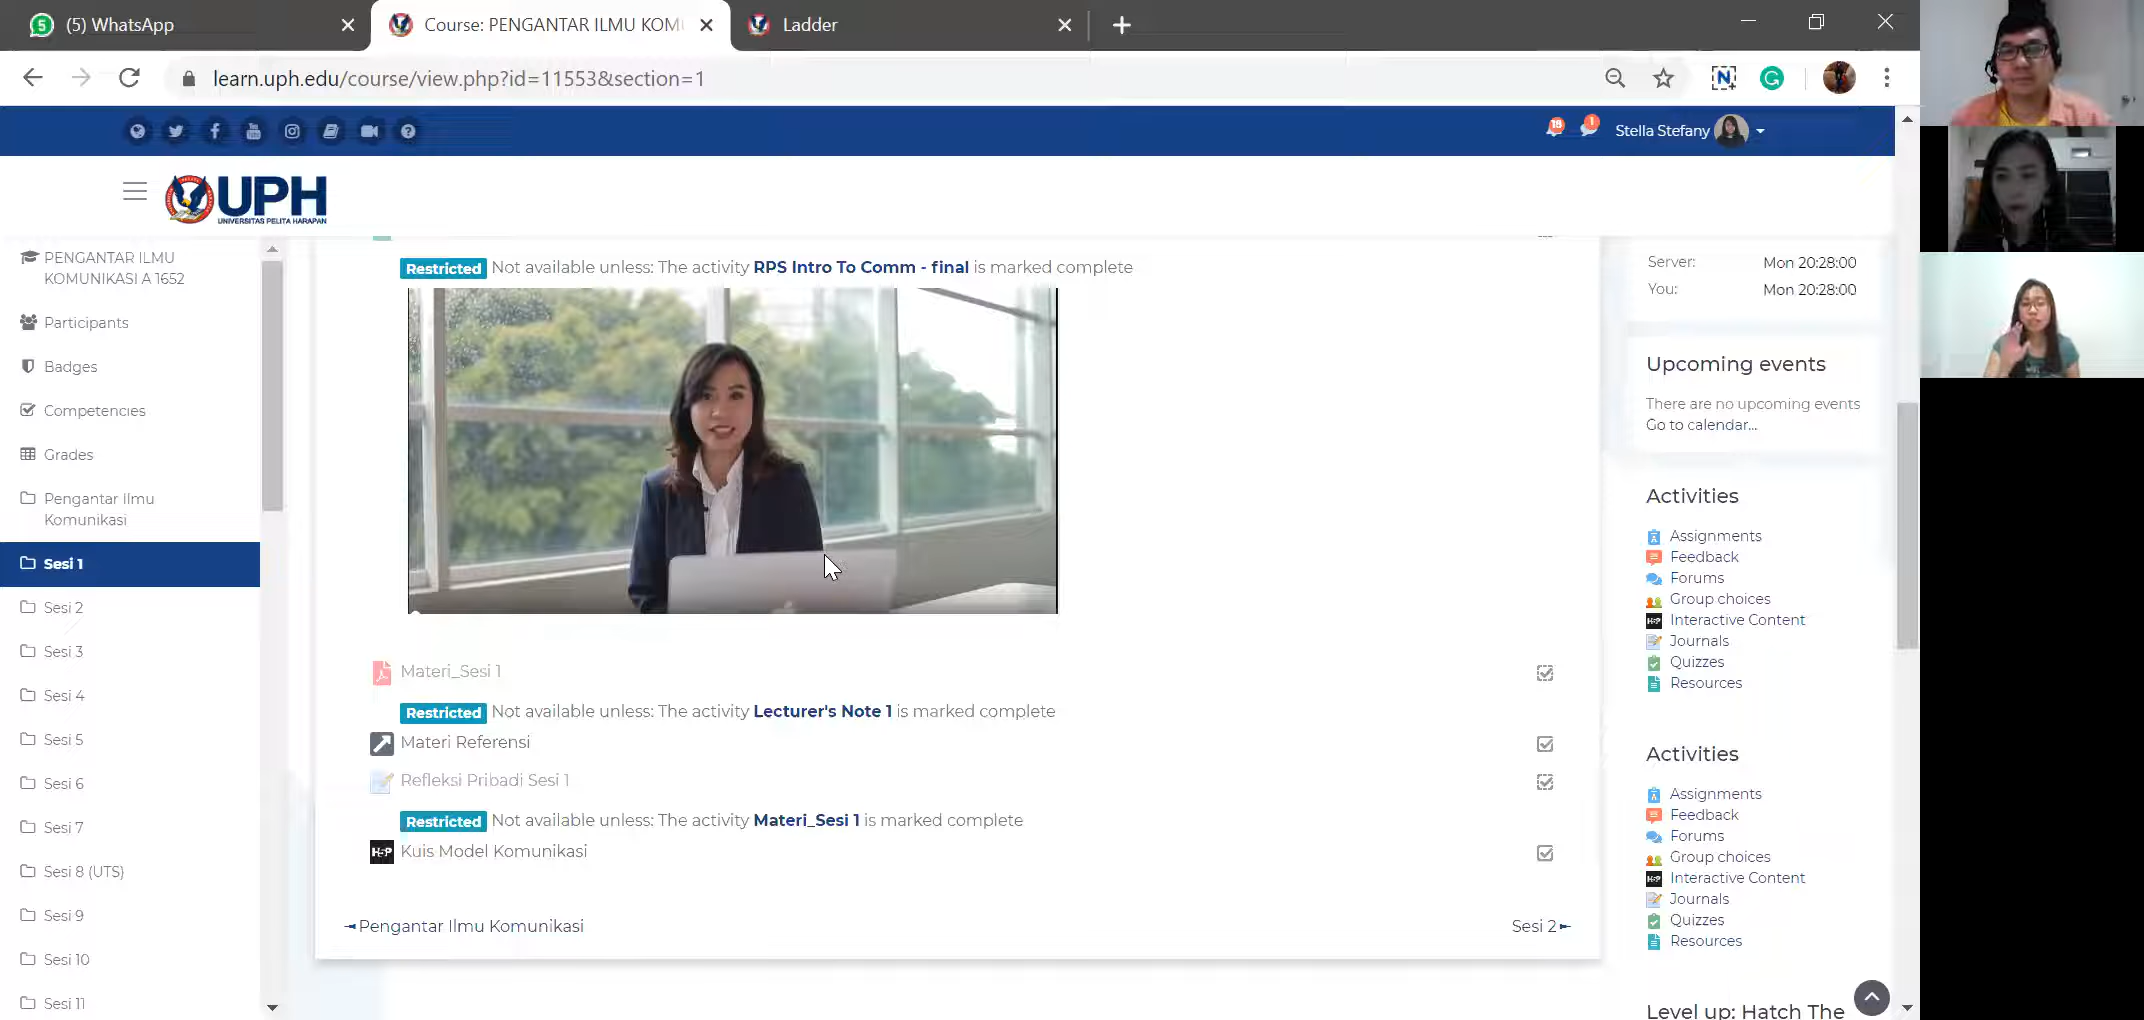 (5) WhatsApp
Course: PENGANTAR ILMU KOM
Ladder
learn.uph.edu/course/view.php?id=11553&section=1
18
1
Stella Stefany
UPH
UNIVERSITAS PELITA HARAPAN
PENGANTAR ILMU
KOMUNIKASI A 1652
Participants
Badges
Competencies
Grades
Pengantar Ilmu
Komunikasi
Sesi 1
Sesi 2
Sesi 3
Sesi 4
Sesi 5
Sesi 6
Sesi 7
Sesi 8 (UTS)
Sesi 9
Sesi 10
Sesi 11
Restricted Not available unless: The activity RPS Intro To Comm - final is marked complete
Materi_Sesi 1
Restricted Not available unless: The activity Lecturer's Note 1 is marked complete
Materi Referensi
Refleksi Pribadi Sesi 1
Restricted Not available unless: The activity Materi_Sesi 1 is marked complete
H5P Kuis Model Komunikasi
Pengantar Ilmu Komunikasi
Sesi 2
Server: Mon 20:28:00
You: Mon 20:28:00
Upcoming events
There are no upcoming events
Go to calendar...
Activities
Assignments
Feedback
Forums
Group choices
Interactive Content
Journals
Quizzes
Resources
Activities
Assignments
Feedback
Forums
Group choices
Interactive Content
Journals
Quizzes
Resources
Level up: Hatch The